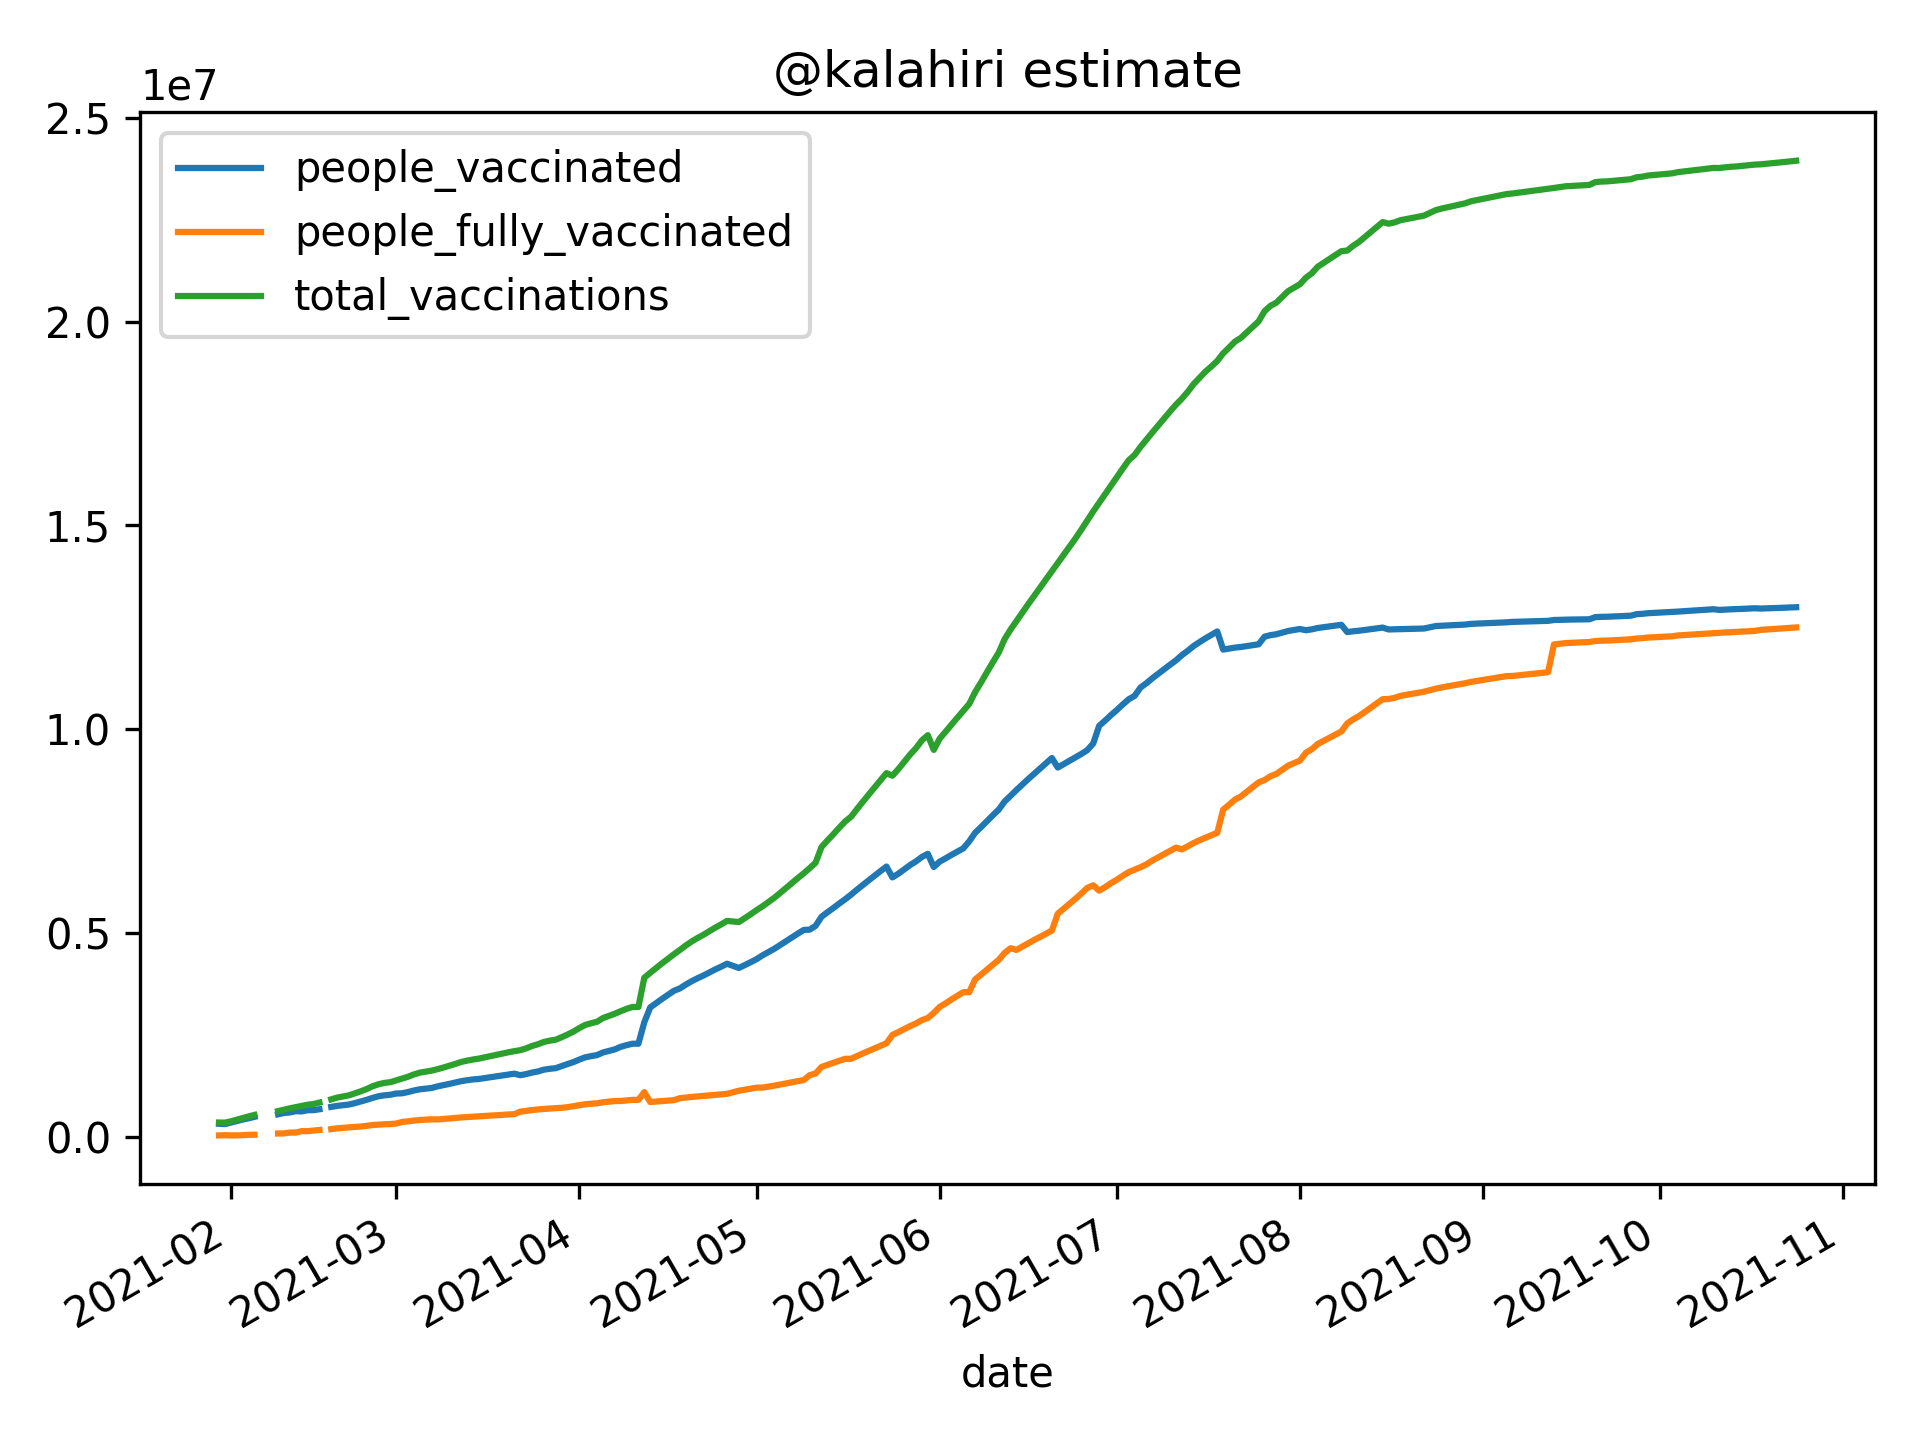 @kalahiri estimate
1e7
2.5
2.0
1.5
1.0
0.5
0.0
people_vaccinated
people_fully_vaccinated
total_vaccinations
2021-02
2021-03
2021-04
2021-05
2021-06
2021-07
2021-08
2021-09
2021-10
2021-11
date